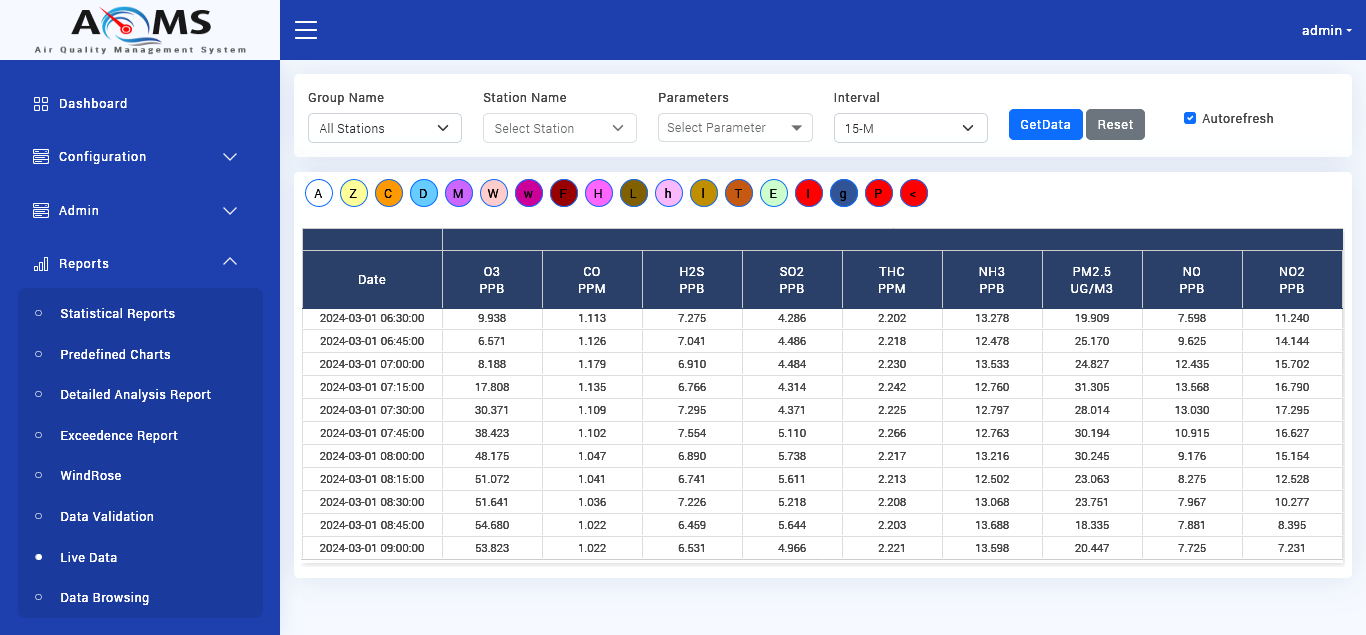 AQMS
Air Quality Management System
admin
Dashboard
Configuration
Admin
Reports
Statistical Reports
Predefined Charts
Detailed Analysis Report
Exceedence Report
WindRose
Data Validation
Live Data
Data Browsing
Group Name Station Name Parameters Interval
All Stations Select Station Select Parameter 15-M GetData Reset Autorefresh
A Z C D M W w F H L h l T E ! g P <
Date O3 PPB CO PPM H2S PPB SO2 PPB THC PPM NH3 PPB PM2.5 UG/M3 NO PPB NO2 PPB
2024-03-01 06:30:00 9.938 1.113 7.275 4.286 2.202 13.278 19.909 7.598 11.240
2024-03-01 06:45:00 6.571 1.126 7.041 4.486 2.218 12.478 25.170 9.625 14.144
2024-03-01 07:00:00 8.188 1.179 6.910 4.484 2.230 13.533 24.827 12.435 15.702
2024-03-01 07:15:00 17.808 1.135 6.766 4.314 2.242 12.760 31.305 13.568 16.790
2024-03-01 07:30:00 30.371 1.109 7.295 4.371 2.225 12.797 28.014 13.030 17.295
2024-03-01 07:45:00 38.423 1.102 7.554 5.110 2.266 12.763 30.194 10.915 16.627
2024-03-01 08:00:00 48.175 1.047 6.890 5.738 2.217 13.216 30.245 9.176 15.154
2024-03-01 08:15:00 51.072 1.041 6.741 5.611 2.213 12.502 23.063 8.275 12.528
2024-03-01 08:30:00 51.641 1.036 7.226 5.218 2.208 13.068 23.751 7.967 10.277
2024-03-01 08:45:00 54.680 1.022 6.459 5.644 2.203 13.688 18.335 7.881 8.395
2024-03-01 09:00:00 53.823 1.022 6.531 4.966 2.221 13.598 20.447 7.725 7.231